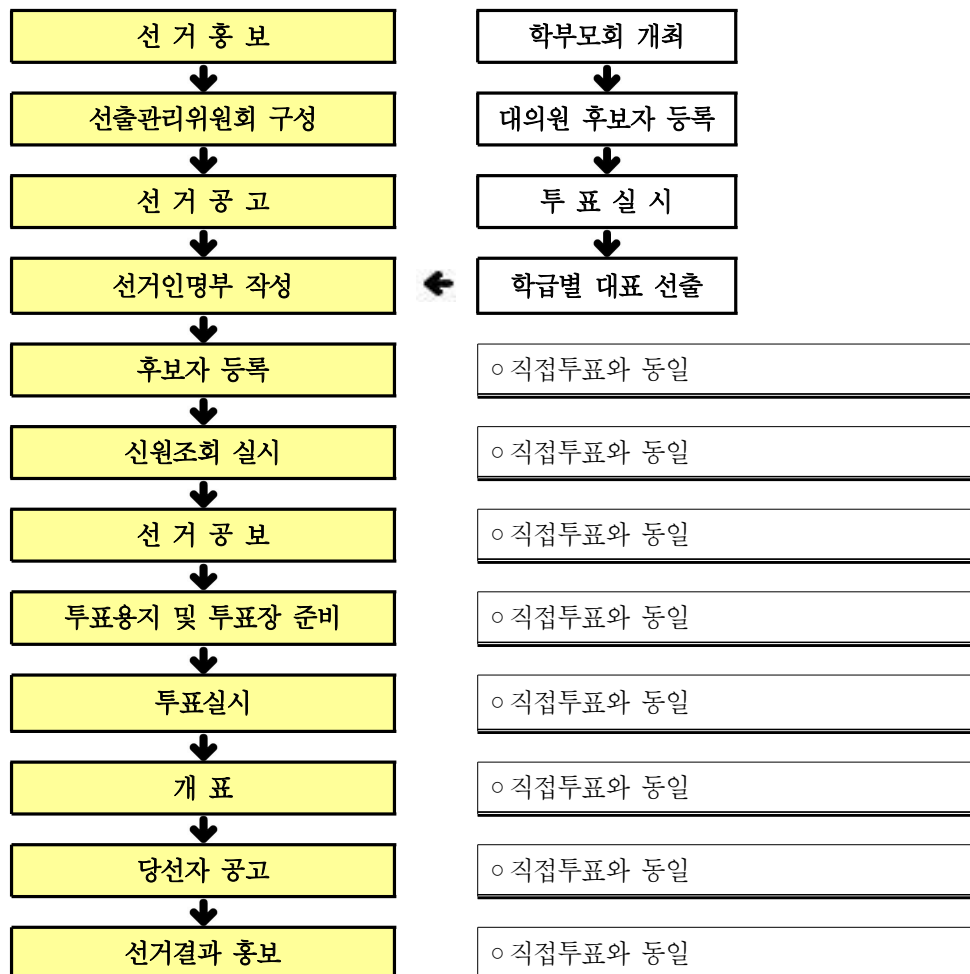 선 거 홍 보
학부모회 개최
선출관리위원회 구성
대의원 후보자 등록
선 거 공 고
투 표 실 시
선거인명부 작성
학급별 대표 선출
후보자 등록
○ 직접투표와 동일
신원조회 실시
○ 직접투표와 동일
선 거 공 보
○ 직접투표와 동일
투표용지 및 투표장 준비
○ 직접투표와 동일
투표실시
○ 직접투표와 동일
개 표
○ 직접투표와 동일
당선자 공고
○ 직접투표와 동일
선거결과 홍보
○ 직접투표와 동일